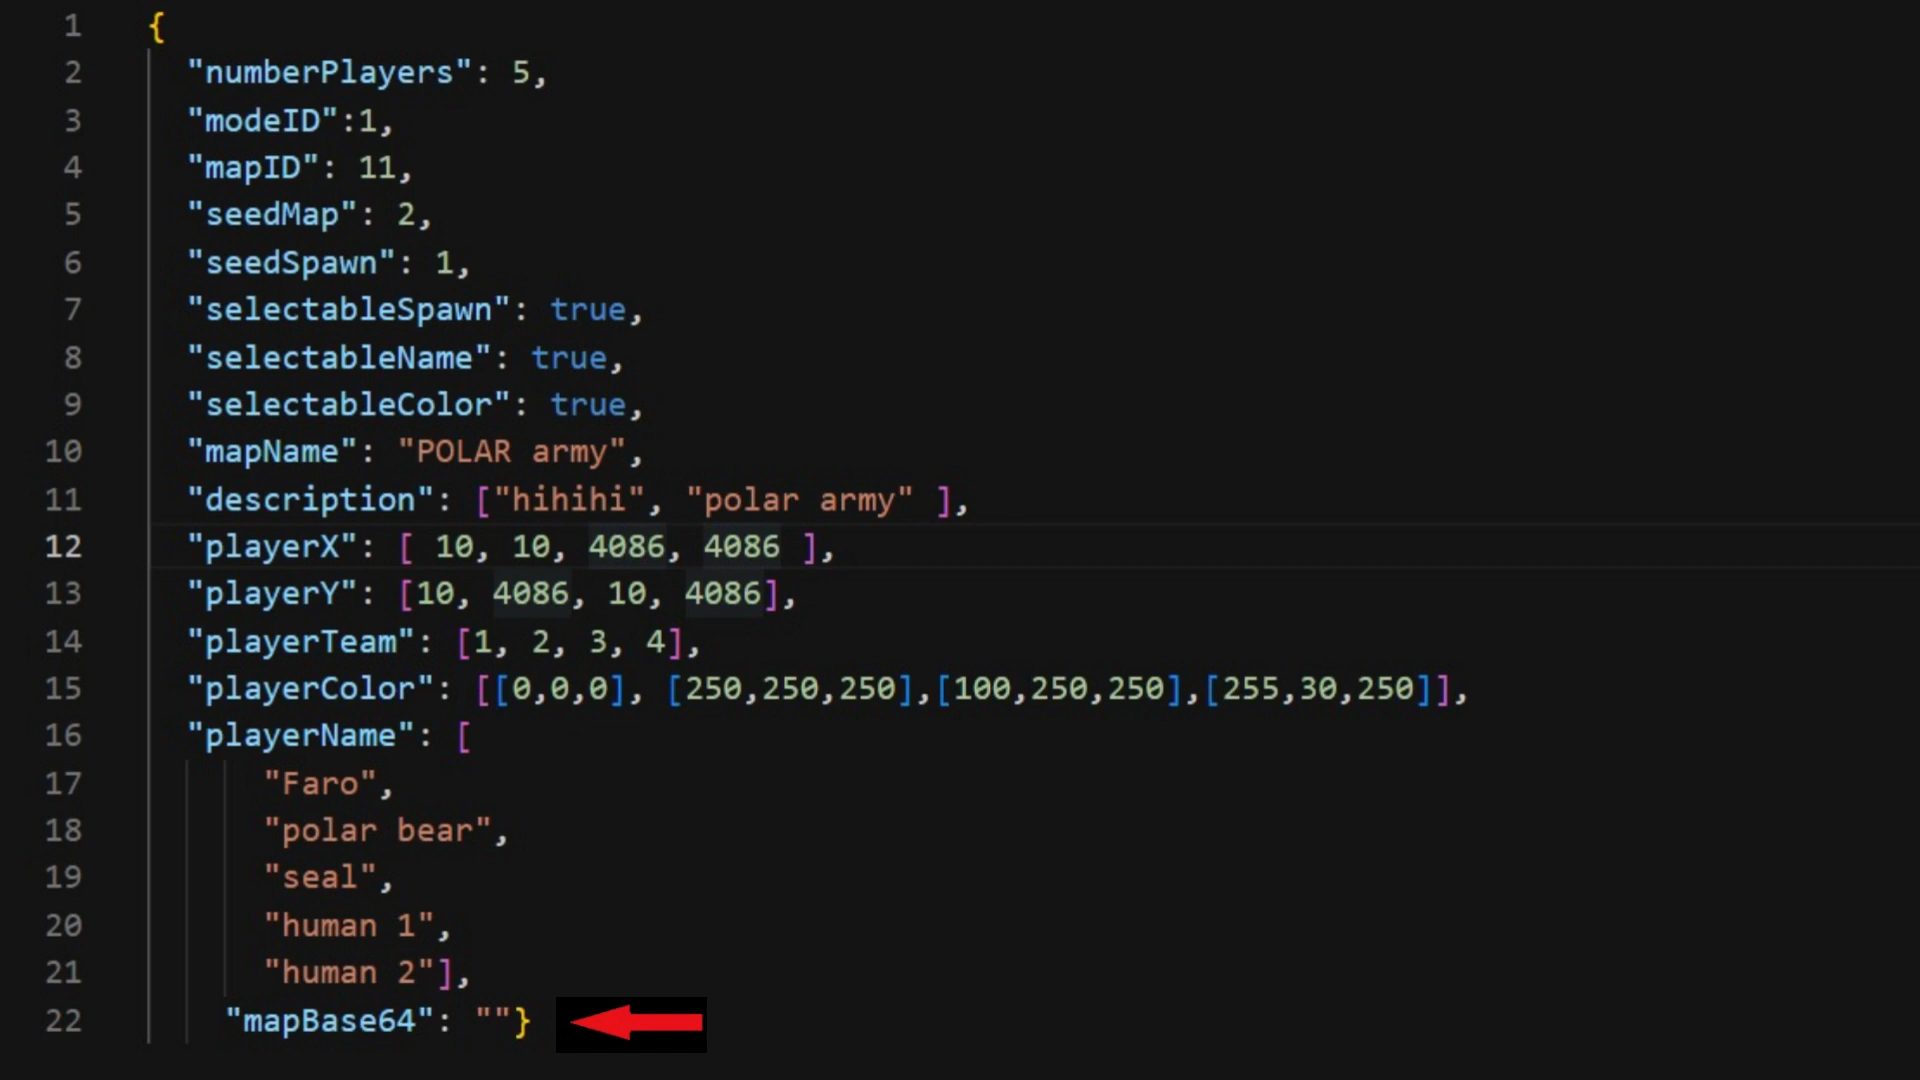 1 {
2 "numberPlayers": 5,
3 "modeID":1,
4 "mapID": 11,
5 "seedMap": 2,
6 "seedSpawn": 1,
7 "selectableSpawn": true,
8 "selectableName": true,
9 "selectableColor": true,
10 "mapName": "POLAR army",
11 "description": ["hihihi", "polar army" ],
12 "playerX": [ 10, 10, 4086, 4086 ],
13 "playerY": [10, 4086, 10, 4086],
14 "playerTeam": [1, 2, 3, 4],
15 "playerColor": [[0,0,0], [250,250,250],[100,250,250],[255,30,250]],
16 "playerName": [
17 "Faro",
18 "polar bear",
19 "seal",
20 "human 1",
21 "human 2"],
22 "mapBase64": ""}